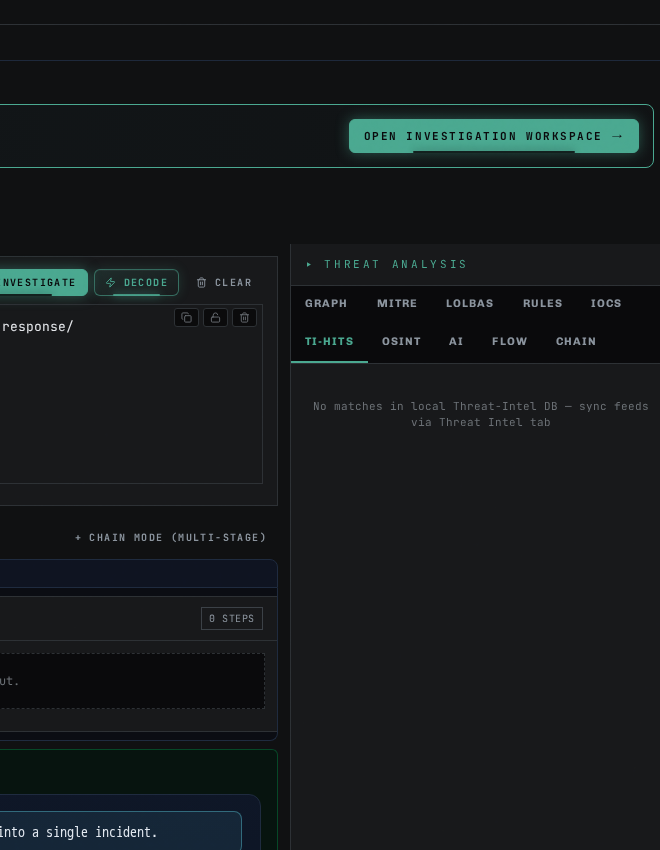 OPEN INVESTIGATION WORKSPACE →
NVESTIGATE DECODE CLEAR
response/
+ CHAIN MODE (MULTI-STAGE)
0 STEPS
ut.
into a single incident.
▸ THREAT ANALYSIS
GRAPH MITRE LOLBAS RULES IOCS
TI-HITS OSINT AI FLOW CHAIN
No matches in local Threat-Intel DB — sync feeds
via Threat Intel tab